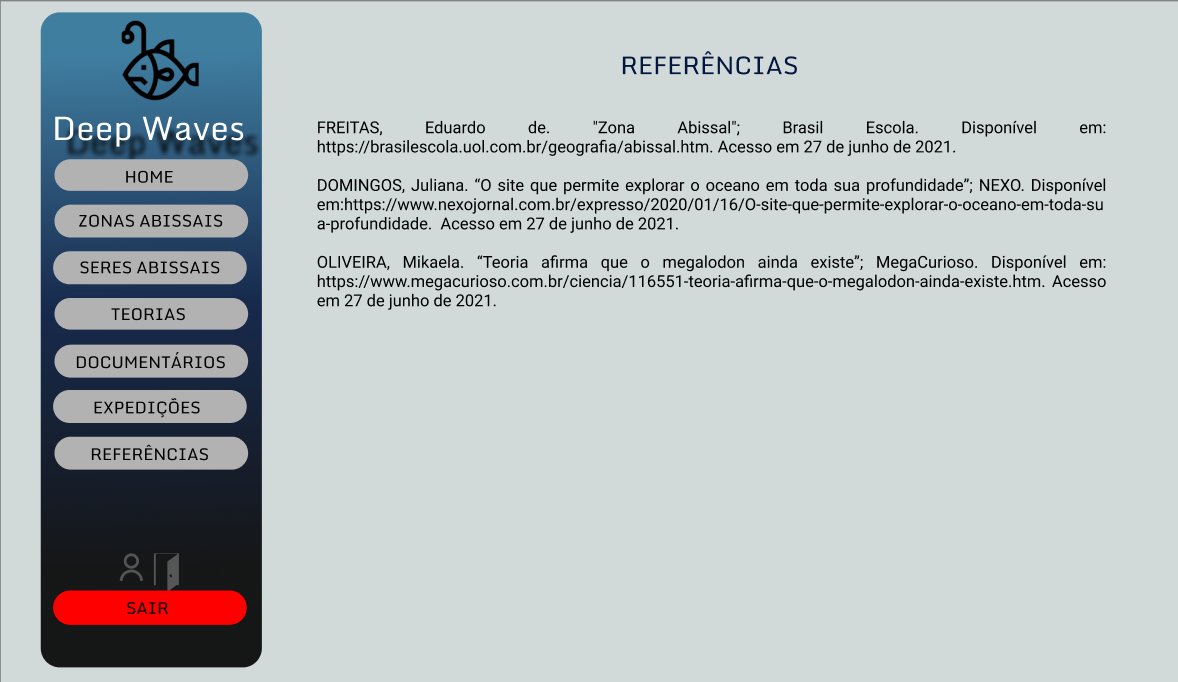 Deep Waves
HOME
ZONAS ABISSAIS
SERES ABISSAIS
TEORIAS
DOCUMENTÁRIOS
EXPEDIÇÕES
REFERÊNCIAS
SAIR
REFERÊNCIAS
FREITAS, Eduardo de. "Zona Abissal"; Brasil Escola. Disponível em:
https://brasilescola.uol.com.br/geografia/abissal.htm. Acesso em 27 de junho de 2021.
DOMINGOS, Juliana. “O site que permite explorar o oceano em toda sua profundidade”; NEXO. Disponível
em:https://www.nexojornal.com.br/expresso/2020/01/16/O-site-que-permite-explorar-o-oceano-em-toda-su
a-profundidade. Acesso em 27 de junho de 2021.
OLIVEIRA, Mikaela. “Teoria afirma que o megalodon ainda existe”; MegaCurioso. Disponível em:
https://www.megacurioso.com.br/ciencia/116551-teoria-afirma-que-o-megalodon-ainda-existe.htm. Acesso
em 27 de junho de 2021.